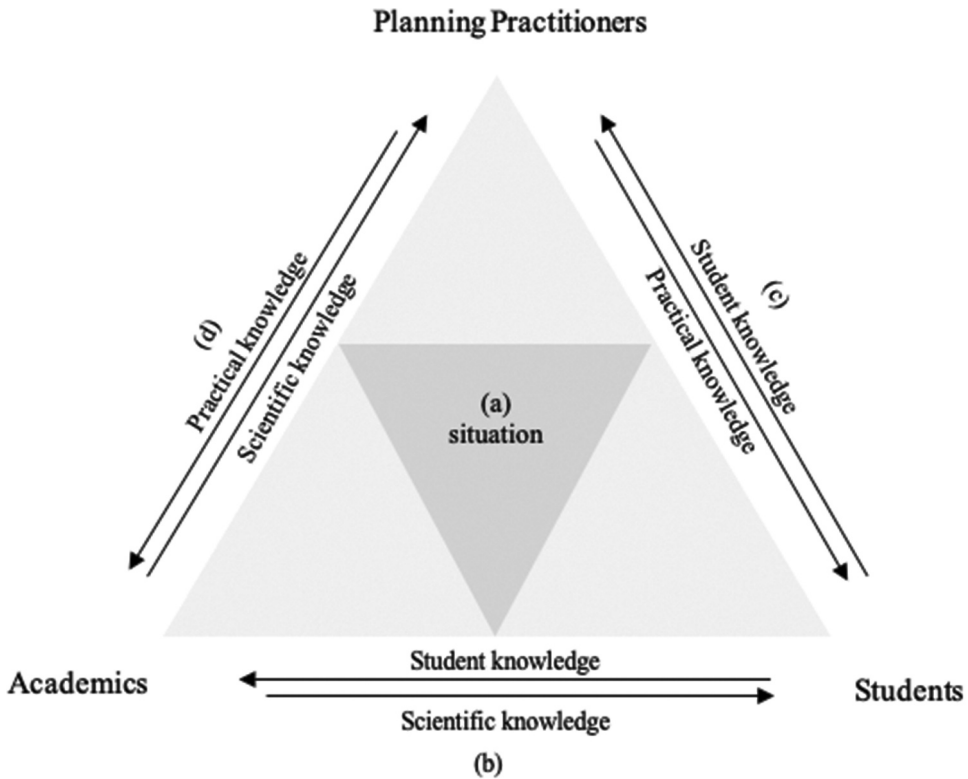 Planning Practitioners
(d)
Practical knowledge
Scientific knowledge
(c)
Student knowledge
Practical knowledge
(a)
situation
Academics
Student knowledge
Scientific knowledge
Students
(b)